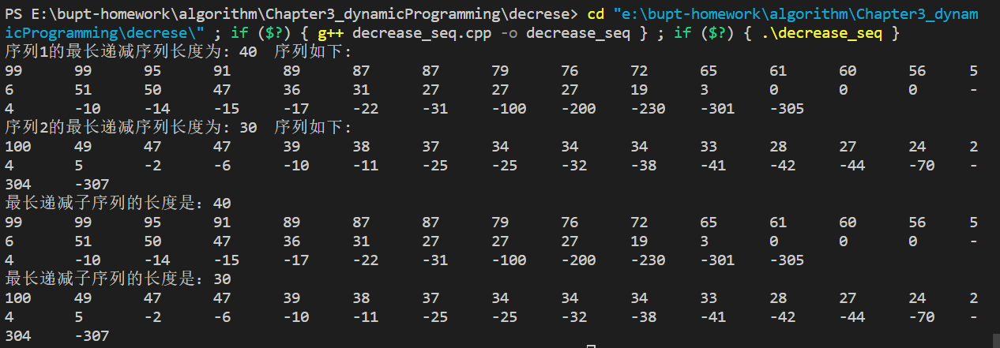 PS E:\bupt-homework\algorithm\Chapter3_dynamicProgramming\decrese> cd "e:\bupt-homework\algorithm\Chapter3_dynam
icProgramming\decrese\" ; if ($?) { g++ decrease_seq.cpp -o decrease_seq } ; if ($?) { .\decrease_seq }
序列1的最长递减序列长度为: 40  序列如下:
99 99 95 91 89 87 87 79 76 72 65 61 60 56 5
6 51 50 47 36 31 27 27 27 19 3 0 0 0 -
4 -10 -14 -15 -17 -22 -31 -100 -200 -230 -301 -305
序列2的最长递减序列长度为: 30  序列如下:
100 49 47 47 39 38 37 34 34 34 33 28 27 24 2
4 5 -2 -6 -10 -11 -25 -25 -32 -38 -41 -42 -44 -70 -
304 -307
最长递减子序列的长度是: 40
99 99 95 91 89 87 87 79 76 72 65 61 60 56 5
6 51 50 47 36 31 27 27 27 19 3 0 0 0 -
4 -10 -14 -15 -17 -22 -31 -100 -200 -230 -301 -305
最长递减子序列的长度是: 30
100 49 47 47 39 38 37 34 34 34 33 28 27 24 2
4 5 -2 -6 -10 -11 -25 -25 -32 -38 -41 -42 -44 -70 -
304 -307